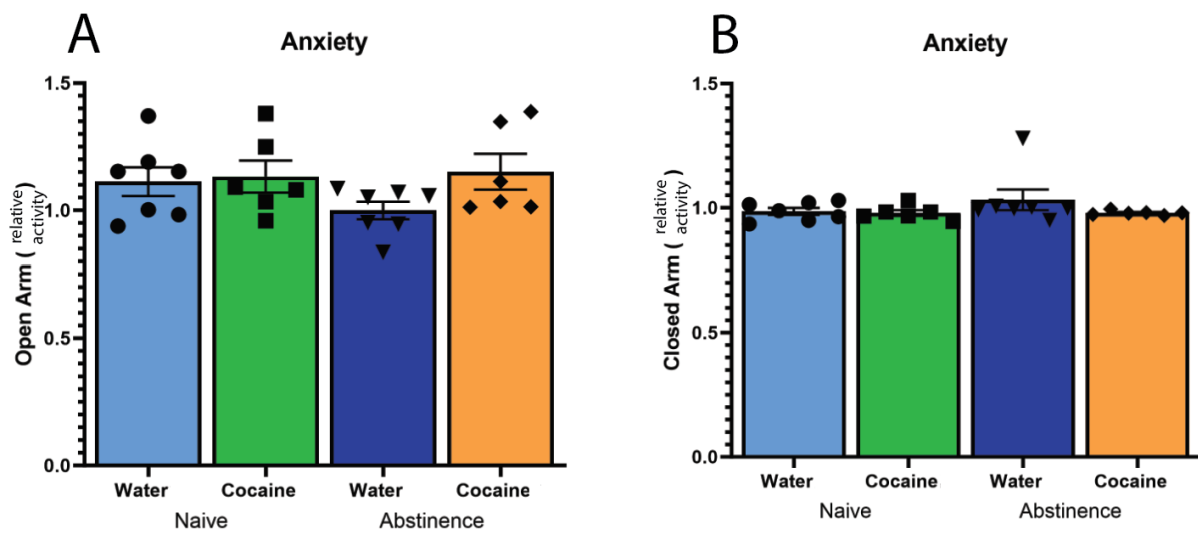 A
Anxiety
Open Arm ( relative activity )
1.5
1.0
0.5
0.0
Water Cocaine Water Cocaine
Naive Abstinence
B
Anxiety
Closed Arm ( relative activity )
1.5
1.0
0.5
0.0
Water Cocaine Water Cocaine
Naive Abstinence